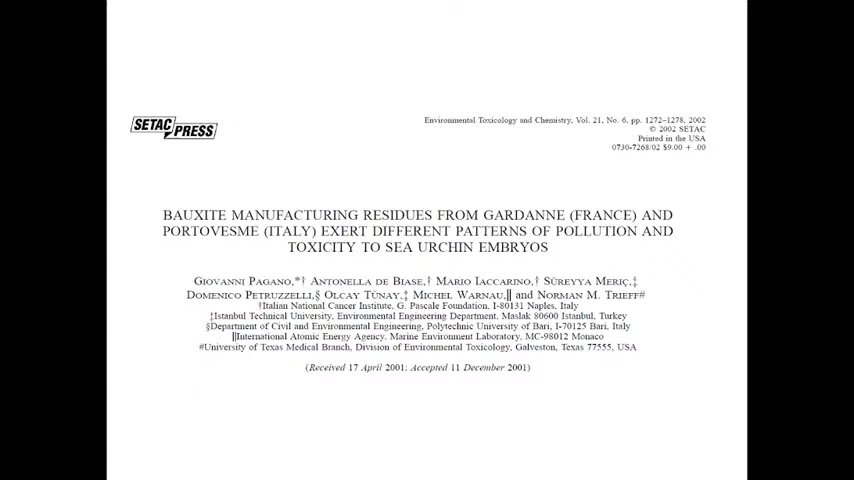 SETAC PRESS
Environmental Toxicology and Chemistry, Vol. 21, No. 6, pp. 1272–1278, 2002
© 2002 SETAC
Printed in the USA
0730-7268/02 $9.00 + .00
BAUXITE MANUFACTURING RESIDUES FROM GARDANNE (FRANCE) AND
PORTOVESME (ITALY) EXERT DIFFERENT PATTERNS OF POLLUTION AND
TOXICITY TO SEA URCHIN EMBRYOS
GIOVANNI PAGANO,*† ANTONELLA DE BIASE,† MARIO IACCARINO,† SÜREYYA MERIÇ,‡
DOMENICO PETRUZZELLI,§ OLCAY TÜNAY,‡ MICHEL WARNAU,‖ and NORMAN M. TRIEFF#
†Italian National Cancer Institute, G. Pascale Foundation, I-80131 Naples, Italy
‡Istanbul Technical University, Environmental Engineering Department, Maslak 80600 Istanbul, Turkey
§Department of Civil and Environmental Engineering, Polytechnic University of Bari, I-70125 Bari, Italy
‖International Atomic Energy Agency, Marine Environment Laboratory, MC-98012 Monaco
#University of Texas Medical Branch, Division of Environmental Toxicology, Galveston, Texas 77555, USA
(Received 17 April 2001; Accepted 11 December 2001)